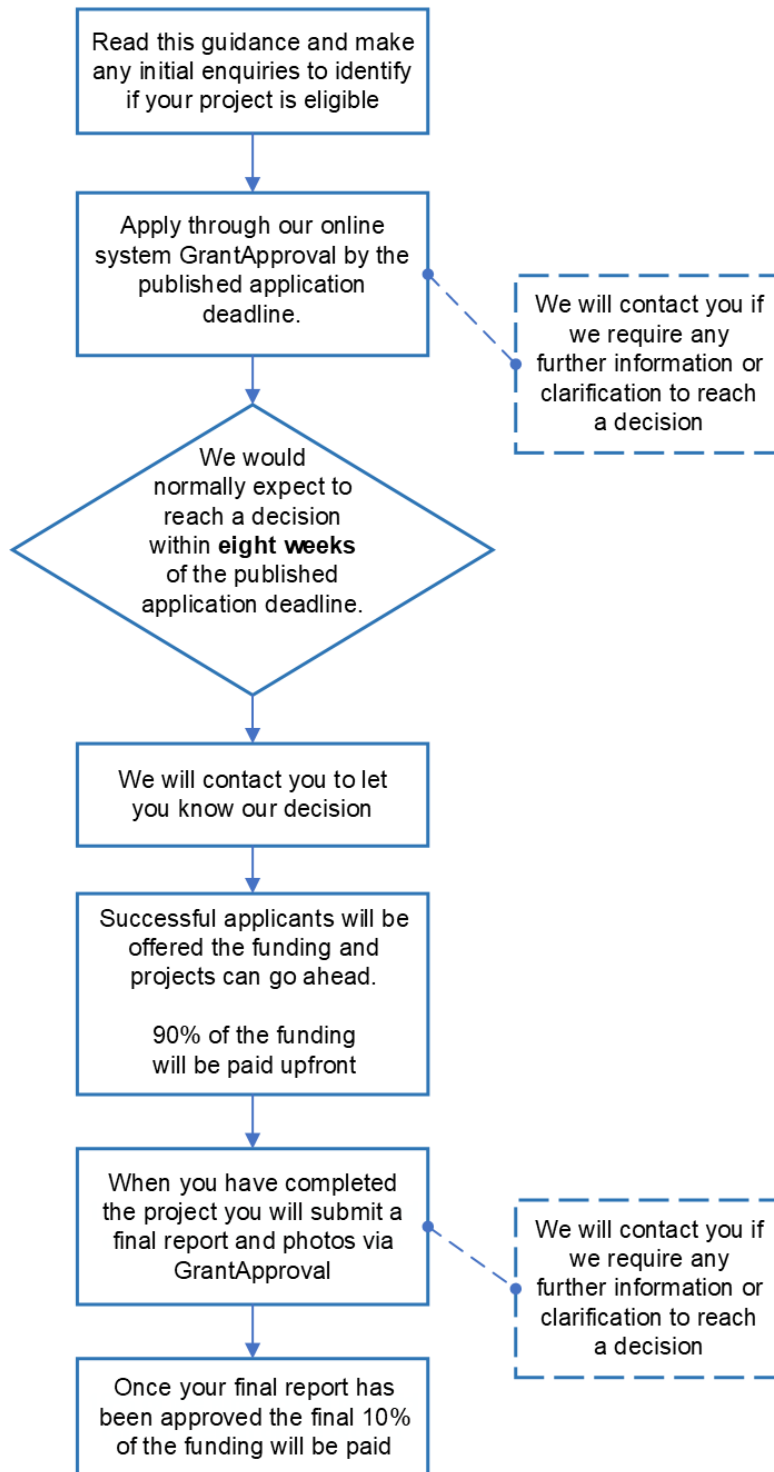 Read this guidance and make
any initial enquiries to identify
if your project is eligible
Apply through our online
system GrantApproval by the
published application
deadline.
We will contact you if
we require any
further information or
clarification to reach
a decision
We would
normally expect to
reach a decision
within eight weeks
of the published
application deadline.
We will contact you to let
you know our decision
Successful applicants will be
offered the funding and
projects can go ahead.
90% of the funding
will be paid upfront
When you have completed
the project you will submit a
final report and photos via
GrantApproval
We will contact you if
we require any
further information or
clarification to reach
a decision
Once your final report has
been approved the final 10%
of the funding will be paid